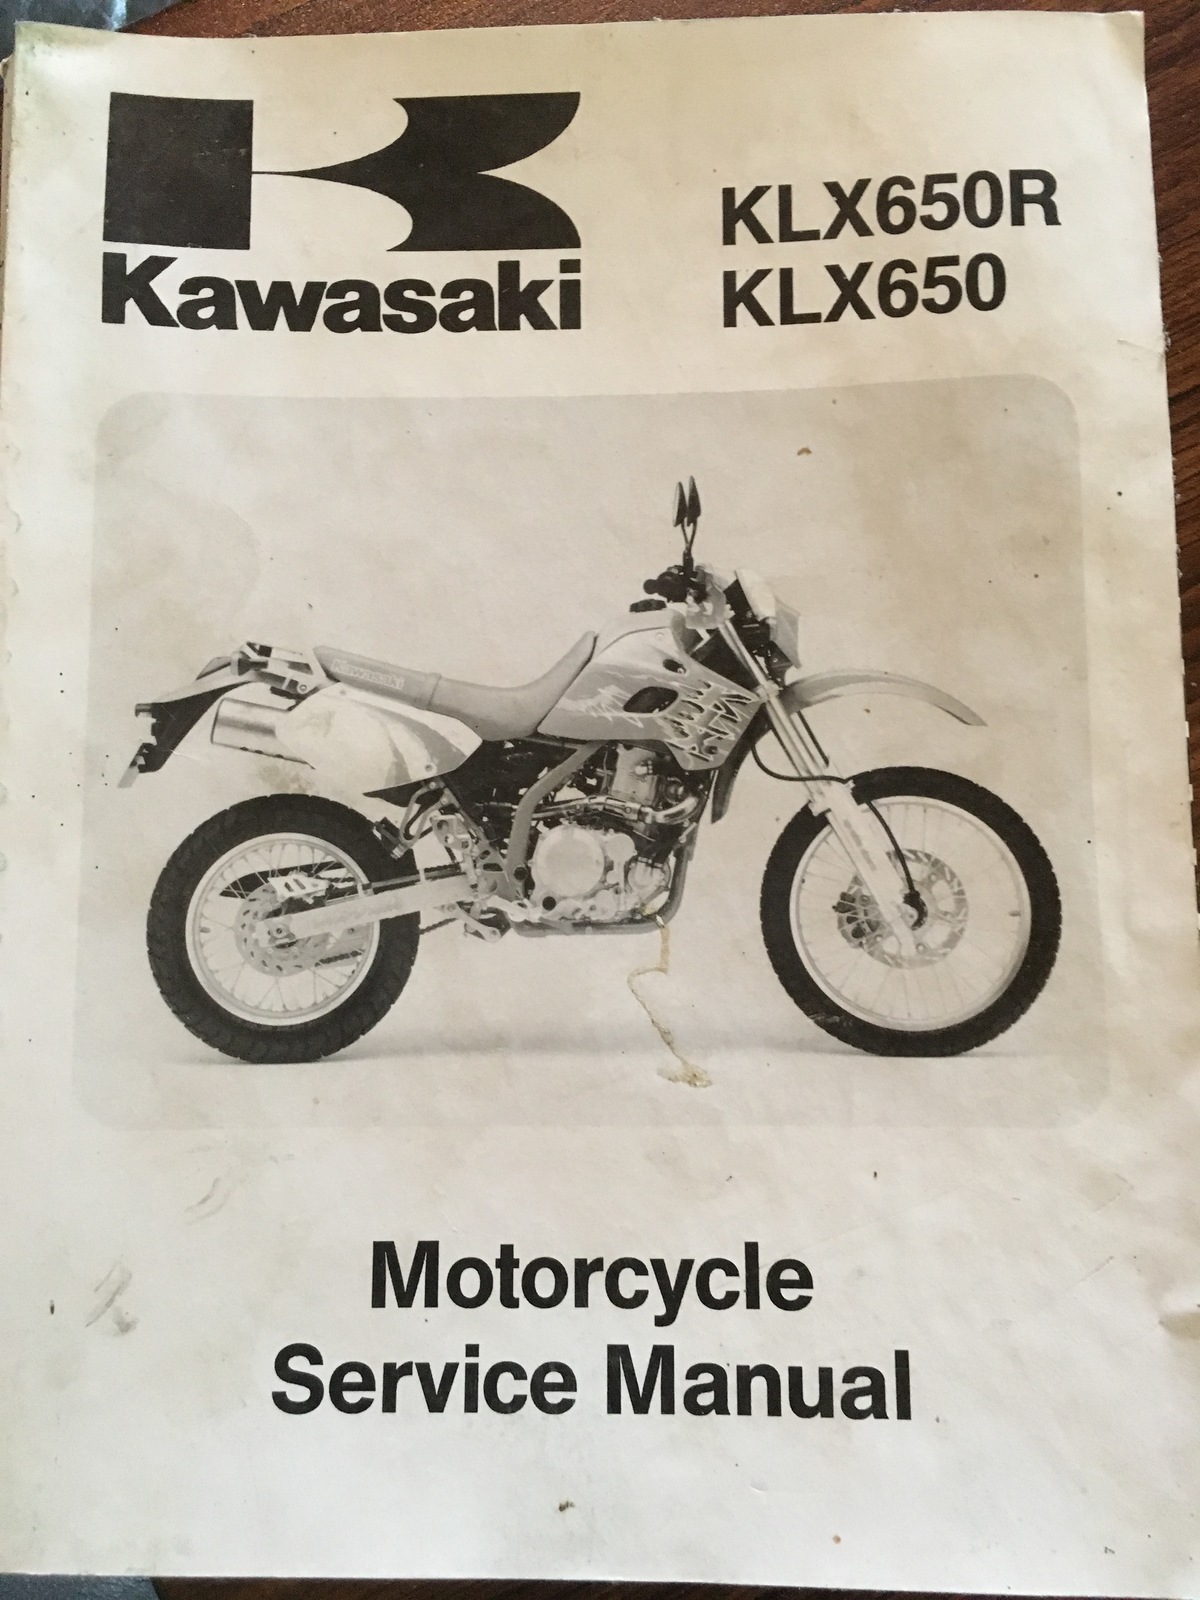 Kawasaki
KLX650R
KLX650
Kawasaki
Motorcycle
Service Manual